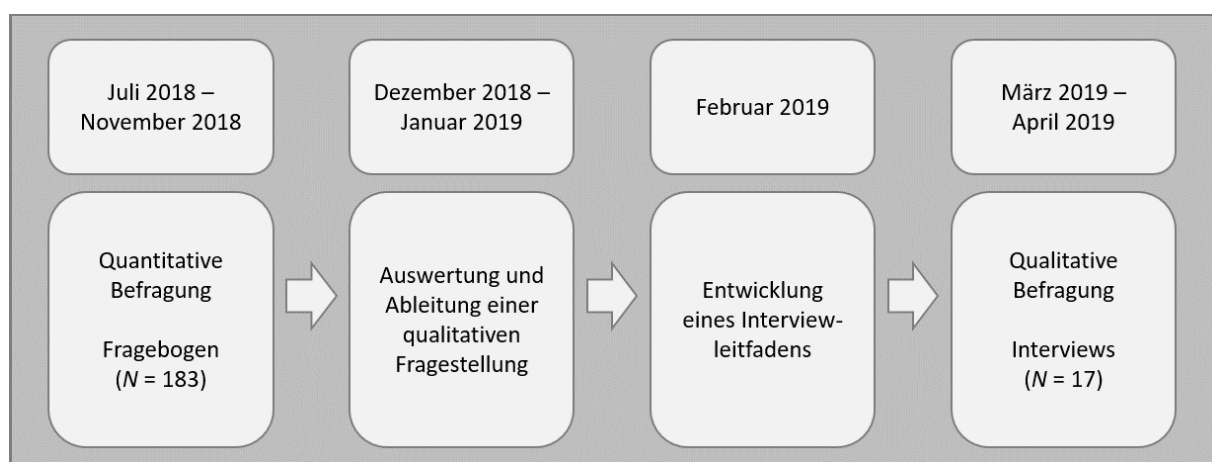 Juli 2018 –
November 2018
Dezember 2018 –
Januar 2019
Februar 2019
März 2019 –
April 2019
Quantitative
Befragung
Fragebogen
(N = 183)
Auswertung und
Ableitung einer
qualitativen
Fragestellung
Entwicklung
eines Interview-
leitfadens
Qualitative
Befragung
Interviews
(N = 17)